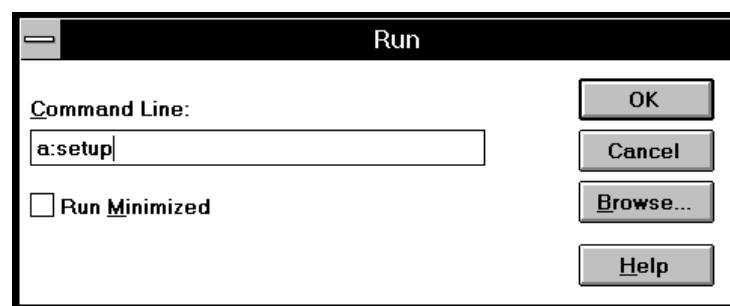 Run
Command Line:
a:setup
Run Minimized
OK
Cancel
Browse...
Help